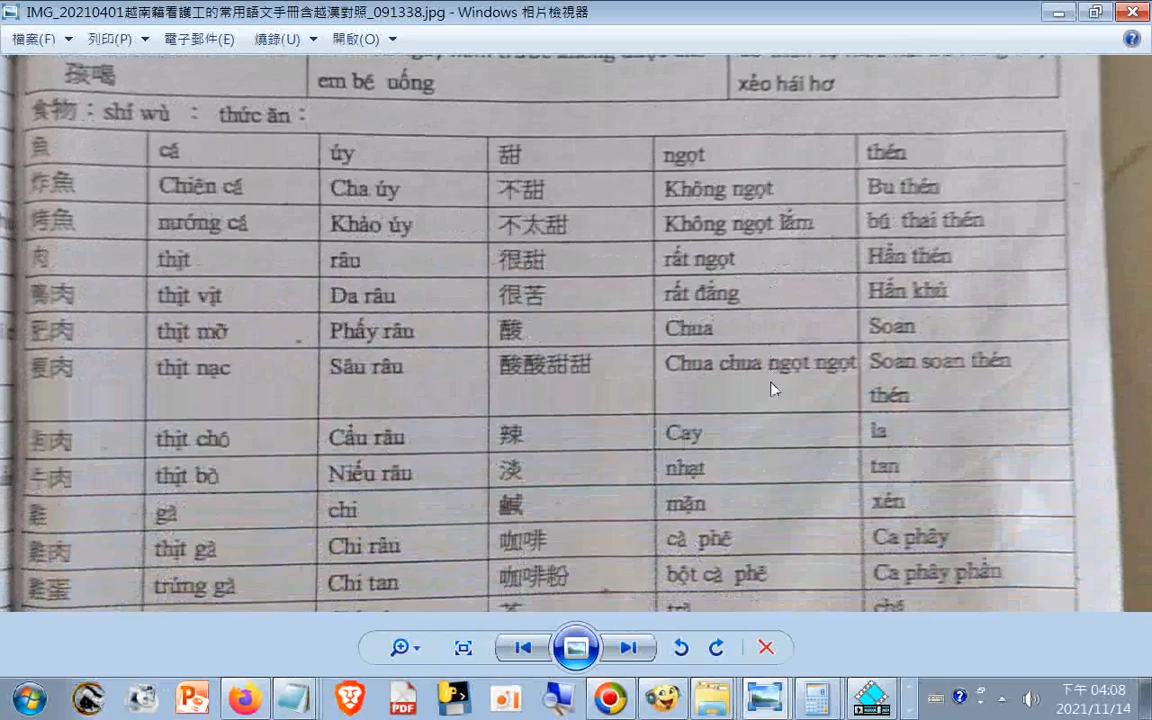 IMG_20210401越南籍看護工的常用語文手冊含越漢對照_091338.jpg - Windows 相片檢視器
檔案(F) 列印(P) 電子郵件(E) 燒錄(U) 開啟(O)
孩喝 em bé uống xẻo hái hơ
食物：shí wù ： thức ăn：
魚 cá úy 甜 ngọt thén
炸魚 Chiên cá Cha úy 不甜 Không ngọt Bu thén
烤魚 nướng cá Khảo úy 不太甜 Không ngọt lắm bú thai thén
肉 thịt râu 很甜 rất ngọt Hẩn thén
鴨肉 thịt vịt Da râu 很苦 rất đắng Hẩn khủ
肥肉 thịt mỡ Phấy râu 酸 Chua Soan
瘦肉 thịt nạc Sâu râu 酸酸甜甜 Chua chua ngọt ngọt Soan soan thén
thén
狗肉 thịt chó Cẩu râu 辣 Cay la
牛肉 thịt bò Niếu râu 淡 nhạt tan
雞 gà chi 鹹 mặn xén
雞肉 thịt gà Chi râu 咖啡 cà phê Ca phây
雞蛋 trứng gà Chi tan 咖啡粉 bột cà phê Ca phây phẩn
下午 04:08
2021/11/14